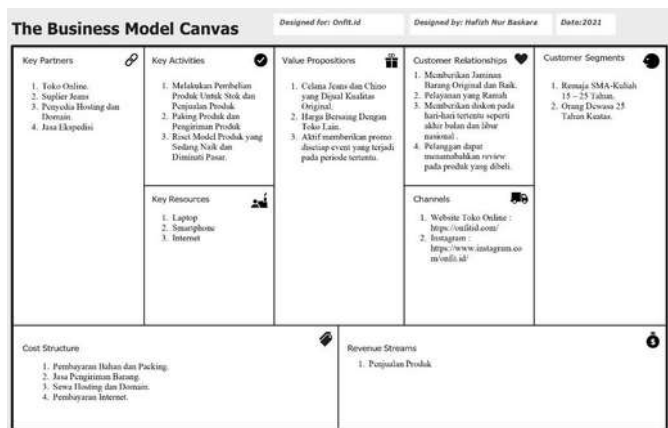 The Business Model Canvas
Designed for: Onfit.id
Designed by: Hafizh Nur Baskara
Date:2021
Key Partners
1. Toko Online.
2. Suplier Jeans
3. Penyedia Hosting dan
Domain.
4. Jasa Ekspedisi
Key Activities
1. Melakukan Pembelian
Produk Untuk Stok dan
Penjualan Produk
2. Paking Produk dan
Pengiriman Produk
3. Riset Model Produk yang
Sedang Naik dan
Diminati Pasar.
Key Resources
1. Laptop
2. Smartphone
3. Internet
Value Propositions
1. Celana Jeans dan Chino
yang Dijual Kualitas
Original.
2. Harga Bersaing Dengan
Toko Lain.
3. Aktif memberikan promo
disetiap event yang terjadi
pada periode tertentu.
Customer Relationships
1. Memberikan Jaminan
Barang Original dan Baik.
2. Pelayanan yang Ramah
3. Memberikan diskon pada
hari-hari tertentu seperti
akhir bulan dan libur
nasional .
4. Pelanggan dapat
menambahkan review
pada produk yang dibeli.
Channels
1. Website Toko Online :
https://onfitid.com/
2. Instagram :
https://www.instagram.co
m/onfit.id/
Customer Segments
1. Remaja SMA-Kuliah
15 – 25 Tahun.
2. Orang Dewasa 25
Tahun Keatas.
Cost Structure
1. Pembayaran Bahan dan Packing.
2. Jasa Pengiriman Barang.
3. Sewa Hosting dan Domain.
4. Pembayaran Internet.
Revenue Streams
1. Penjualan Produk